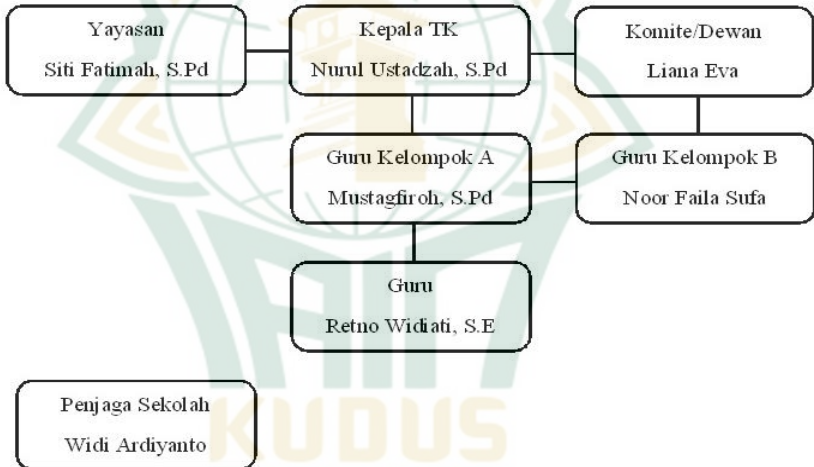 Yayasan
Siti Fatimah, S.Pd
Kepala TK
Nurul Ustadzah, S.Pd
Komite/Dewan
Liana Eva
Guru Kelompok A
Mustagfiroh, S.Pd
Guru Kelompok B
Noor Faila Sufa
Guru
Retno Widiati, S.E
Penjaga Sekolah
Widi Ardiyanto
IAIN
KUDUS